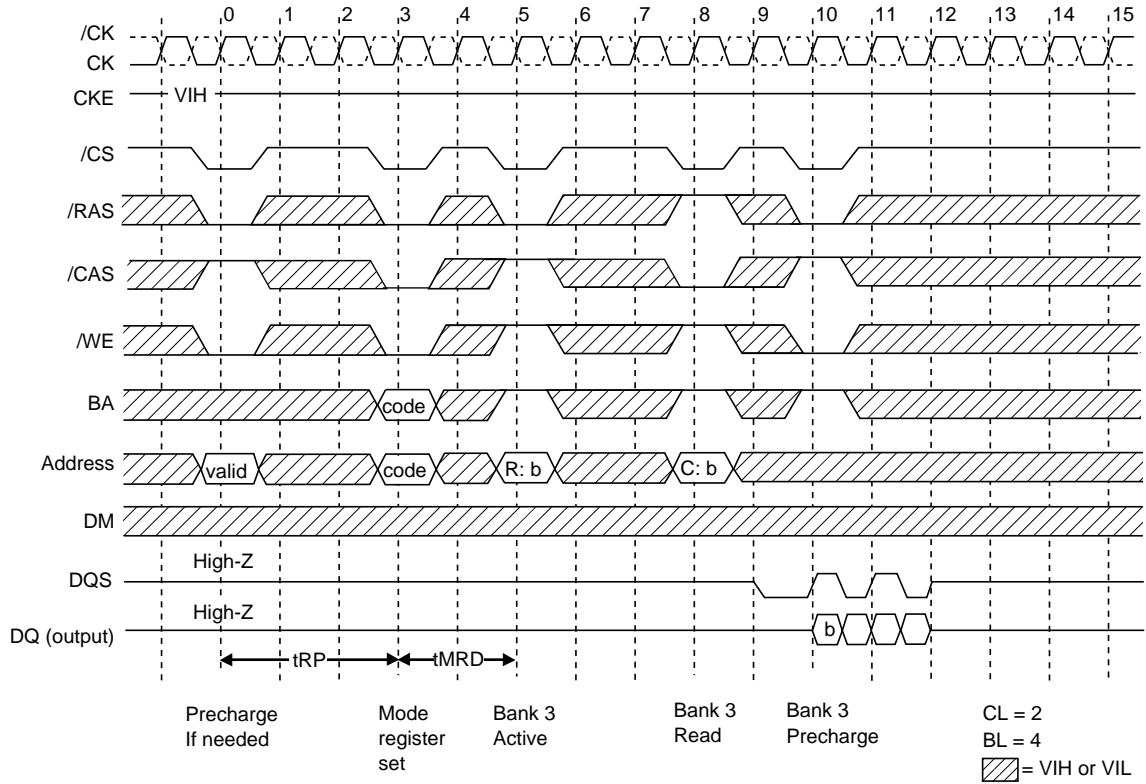 0 1 2 3 4 5 6 7 8 9 10 11 12 13 14 15
/CK
CK
CKE VIH
/CS
/RAS
/CAS
/WE
BA code
Address valid code R: b C: b
DM
High-Z
DQS
High-Z
DQ (output) b
tRP tMRD
Precharge
If needed
Mode
register
set
Bank 3
Active
Bank 3
Read
Bank 3
Precharge
CL = 2
BL = 4
= VIH or VIL